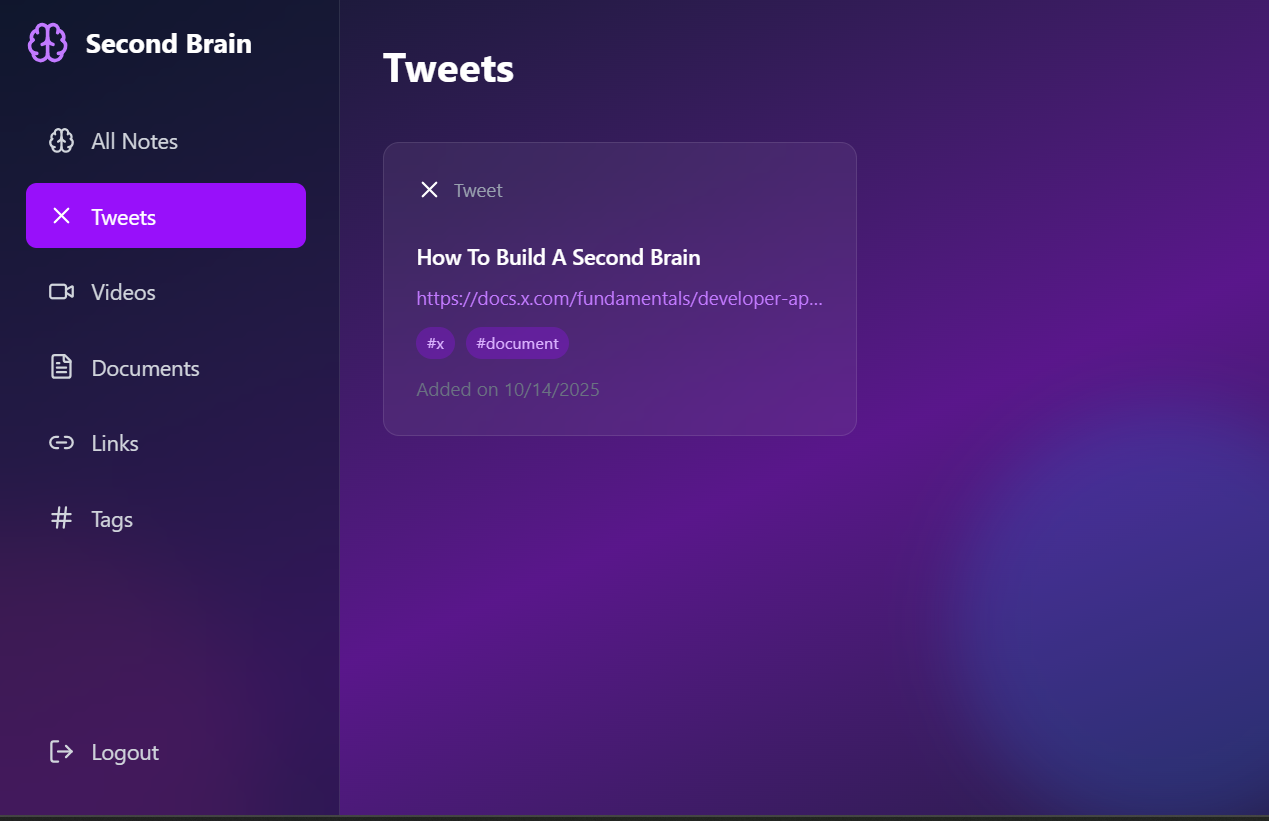 Second Brain
All Notes
Tweets
Videos
Documents
Links
Tags
Logout
Tweets
Tweet
How To Build A Second Brain
https://docs.x.com/fundamentals/developer-ap...
#x
#document
Added on 10/14/2025